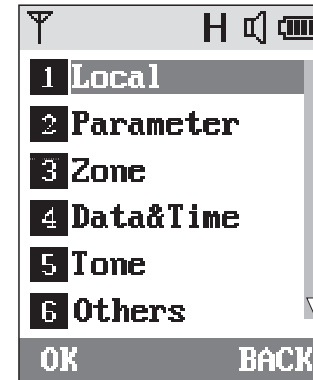 H
1 Local
2 Parameter
3 Zone
4 Data&Time
5 Tone
6 Others
OK BACK